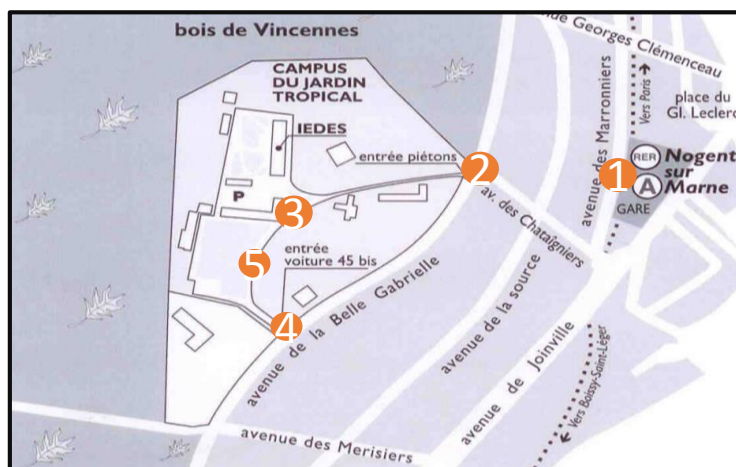 bois de Vincennes
CAMPUS
DU JARDIN
TROPICAL
IEDES
entrée piétons
P
entrée
voiture 45 bis
1
2
3
4
5
Georges Clémenceau
avenue des Marronniers
Vers Paris
place du
Gl. Leclerc
RER
A
Nogent
sur
Marne
GARE
av. des Chataîgniers
avenue de la Belle Gabrielle
avenue de la source
avenue de Joinville
Vers Boissy-Saint-Léger
avenue des Merisiers